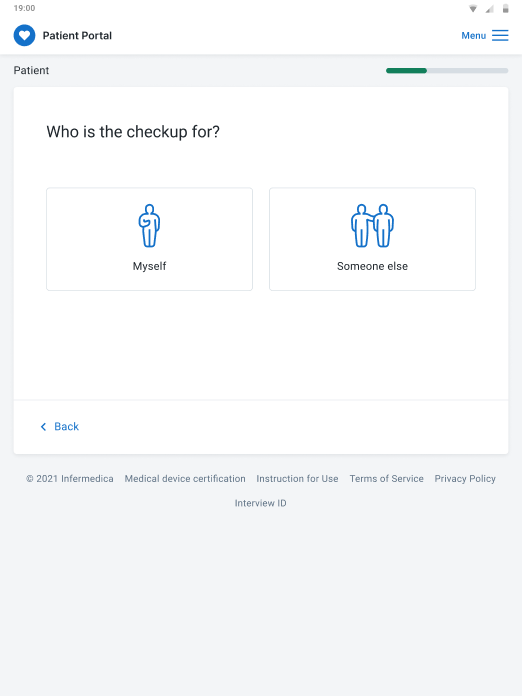 19:00
Patient Portal
Menu
Patient
Who is the checkup for?
Myself
Someone else
Back
© 2021 Infermedica Medical device certification Instruction for Use Terms of Service Privacy Policy
Interview ID